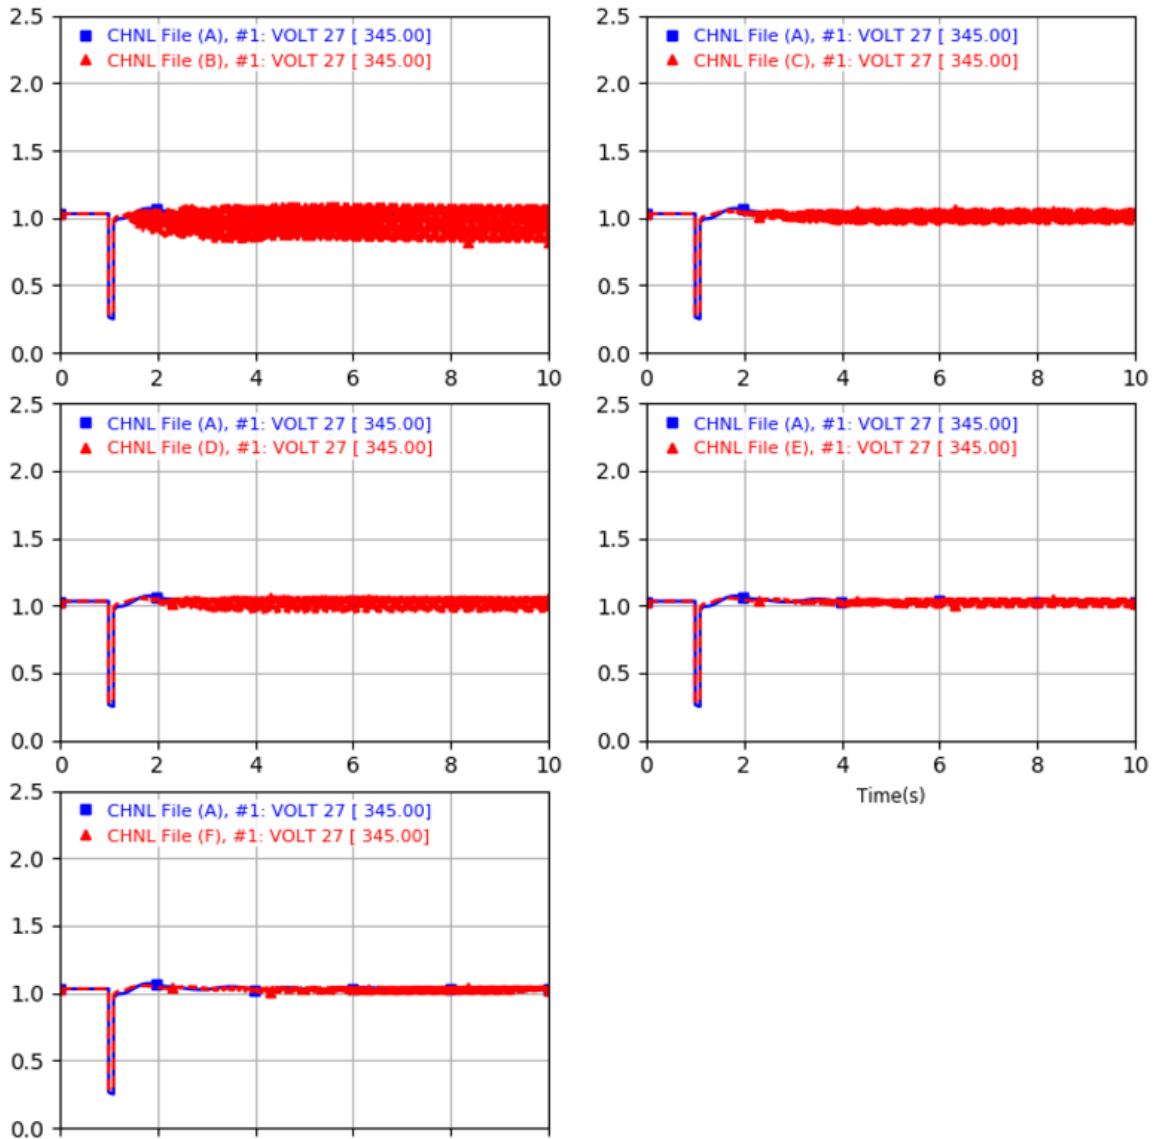 2.5
2.0
1.5
1.0
0.5
0.0
CHNL File (A), #1: VOLT 27 [ 345.00]
CHNL File (B), #1: VOLT 27 [ 345.00]
0 2 4 6 8 10
2.5
2.0
1.5
1.0
0.5
0.0
CHNL File (A), #1: VOLT 27 [ 345.00]
CHNL File (C), #1: VOLT 27 [ 345.00]
0 2 4 6 8 10
2.5
2.0
1.5
1.0
0.5
0.0
CHNL File (A), #1: VOLT 27 [ 345.00]
CHNL File (D), #1: VOLT 27 [ 345.00]
0 2 4 6 8 10
2.5
2.0
1.5
1.0
0.5
0.0
CHNL File (A), #1: VOLT 27 [ 345.00]
CHNL File (E), #1: VOLT 27 [ 345.00]
0 2 4 6 8 10
Time(s)
2.5
2.0
1.5
1.0
0.5
0.0
CHNL File (A), #1: VOLT 27 [ 345.00]
CHNL File (F), #1: VOLT 27 [ 345.00]